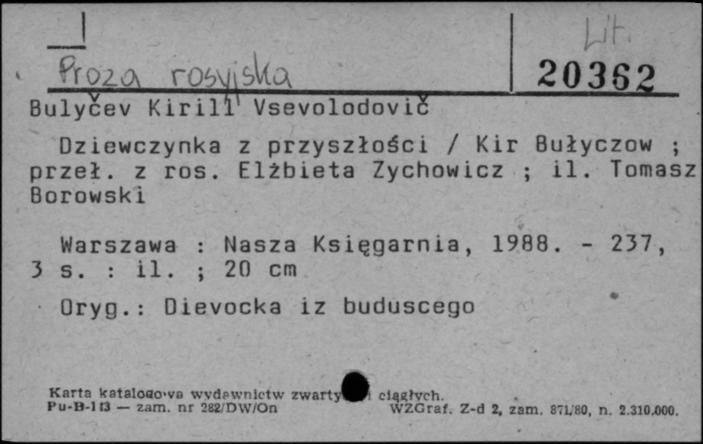 Lit.
Proza rosyjska 20362
Bulyčev Kirill Vsevolodovič
Dziewczynka z przyszłości / Kir Bułyczow ;
przeł. z ros. Elżbieta Zychowicz ; il. Tomasz
Borowski
Warszawa : Nasza Księgarnia, 1988. - 237,
3 s. : il. ; 20 cm
Oryg.: Dievocka iz buduscego
Karta katalogowa wydawnictw zwarty i ciągłych.
Pu-B-113 — zam. nr 282/DW/On WZGraf. Z-d 2, zam. 871/80, n. 2.310.000.